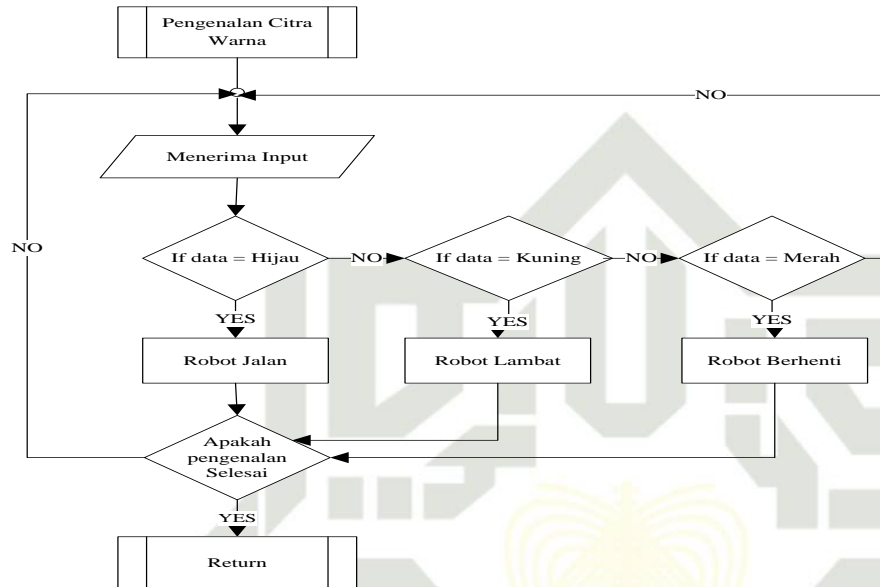 Pengenalan Citra
Warna
NO
Menerima Input
NO
If data = Hijau
NO
If data = Kuning
NO
If data = Merah
YES
YES
YES
Robot Jalan
Robot Lambat
Robot Berhenti
Apakah
pengenalan
Selesai
YES
Return